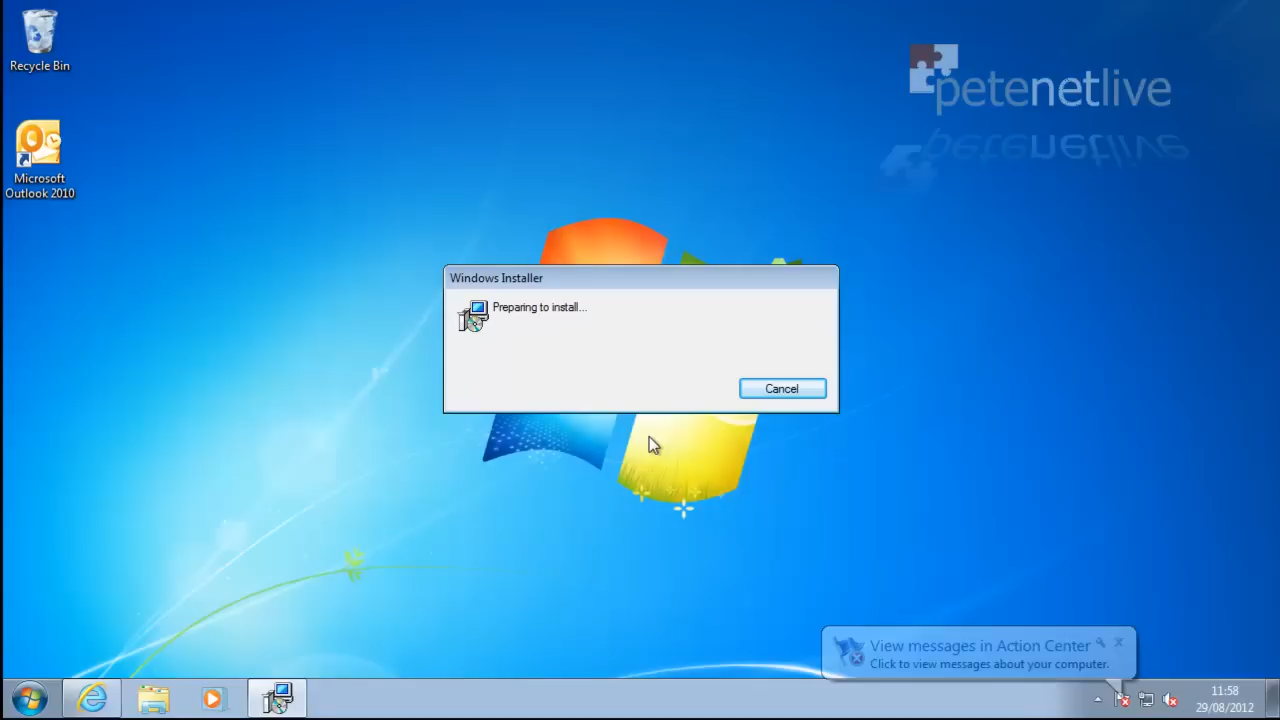 Recycle Bin
petenetlive
petenetlive
Microsoft
Outlook 2010
Windows Installer
Preparing to install...
Cancel
View messages in Action Center
Click to view messages about your computer.
11:58
29/08/2012